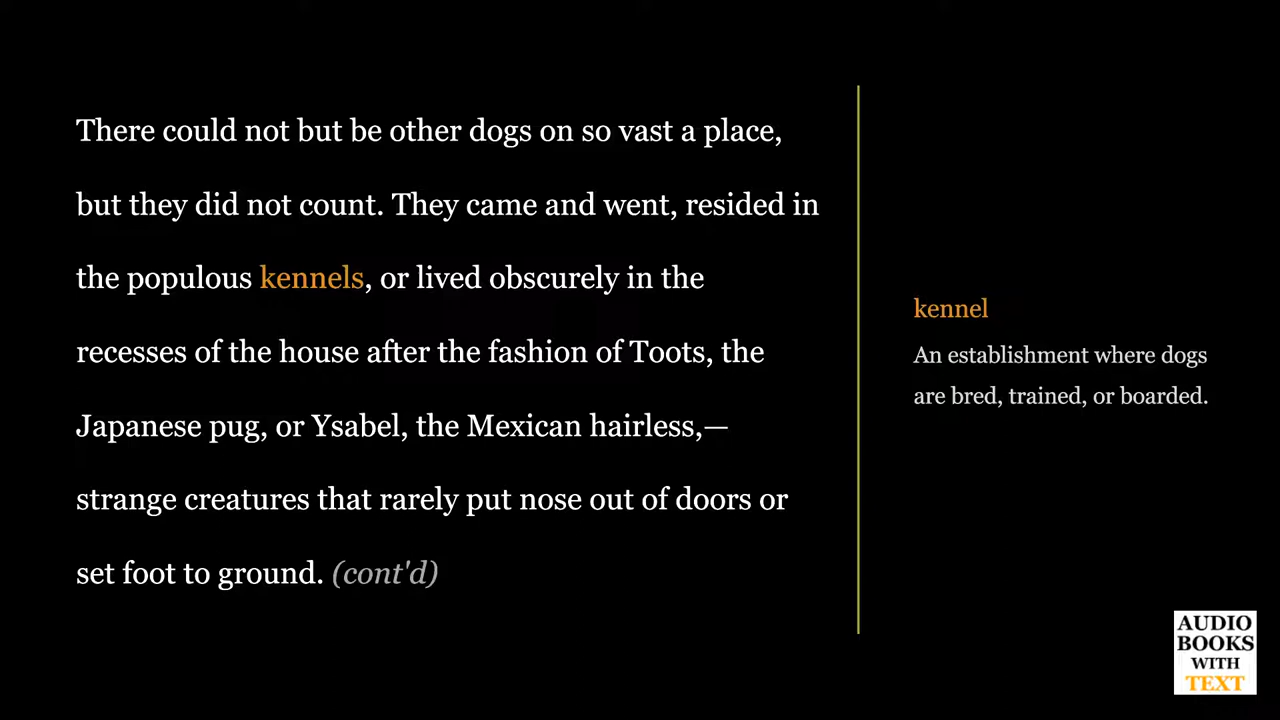 There could not but be other dogs on so vast a place,
but they did not count. They came and went, resided in
the populous kennels, or lived obscurely in the
recesses of the house after the fashion of Toots, the
Japanese pug, or Ysabel, the Mexican hairless,—
strange creatures that rarely put nose out of doors or
set foot to ground. (cont'd)
kennel
An establishment where dogs
are bred, trained, or boarded.
AUDIO
BOOKS
WITH
TEXT